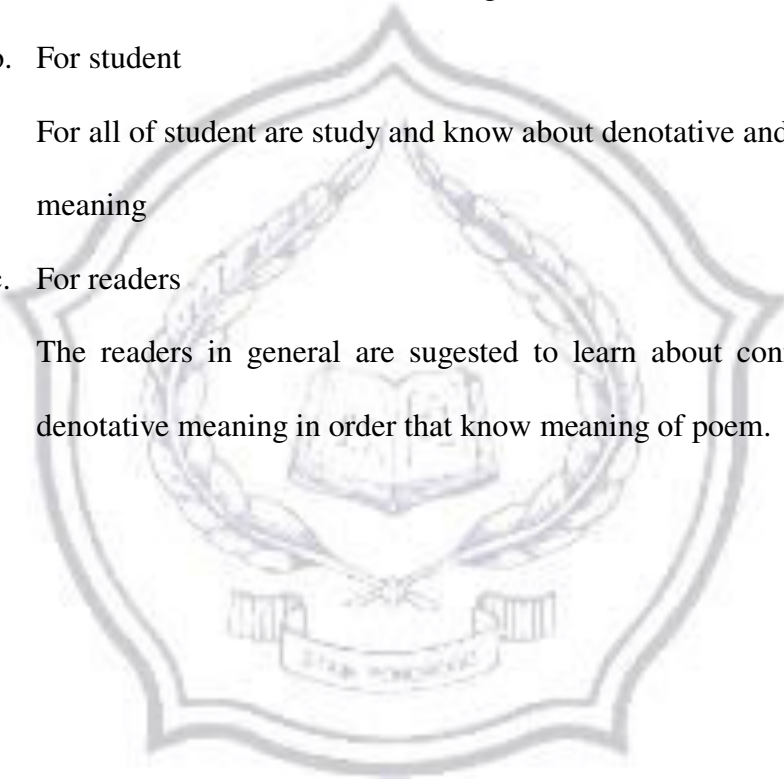 b. For student
For all of student are study and know about denotative and
meaning
c. For readers
The readers in general are sugested to learn about
denotative meaning in order that know meaning of poem.